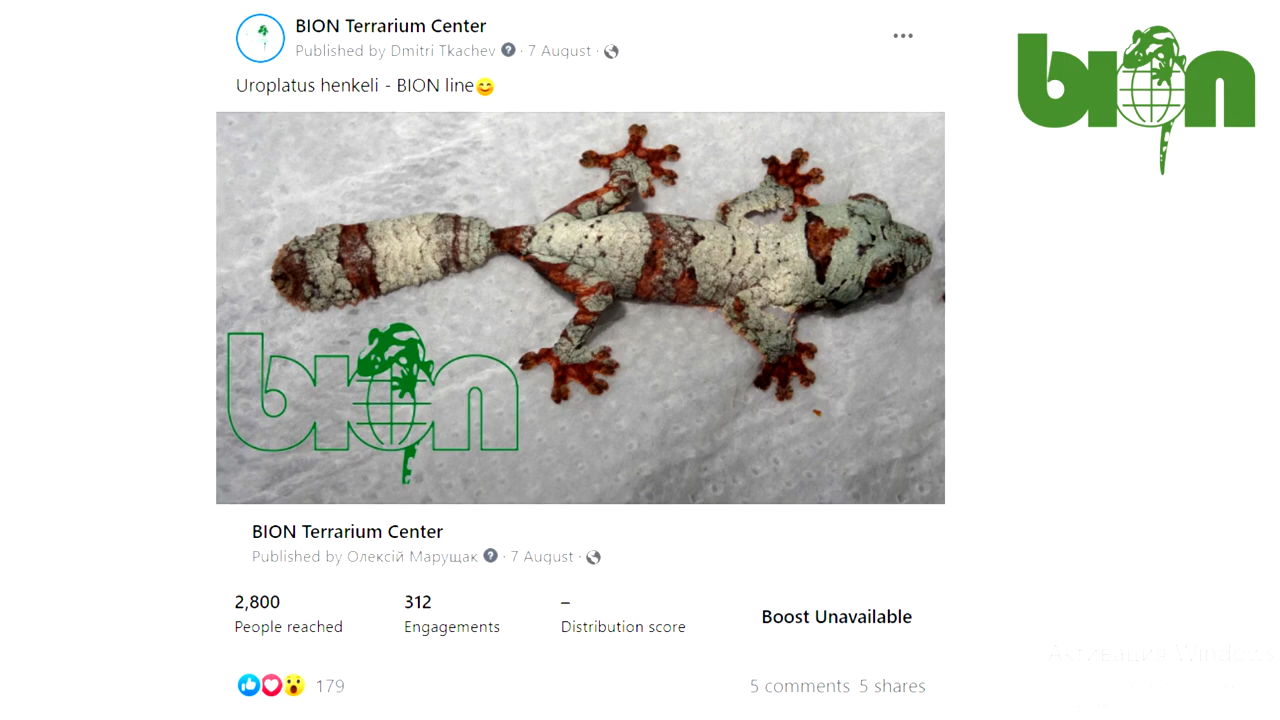 BION Terrarium Center
Published by Dmitri Tkachev · 7 August ·
bion
Uroplatus henkeli - BION line😊
bion
BION Terrarium Center
Published by Олексій Марущак · 7 August ·
2,800 312 –
People reached Engagements Distribution score Boost Unavailable
179 5 comments 5 shares
Активация Windows